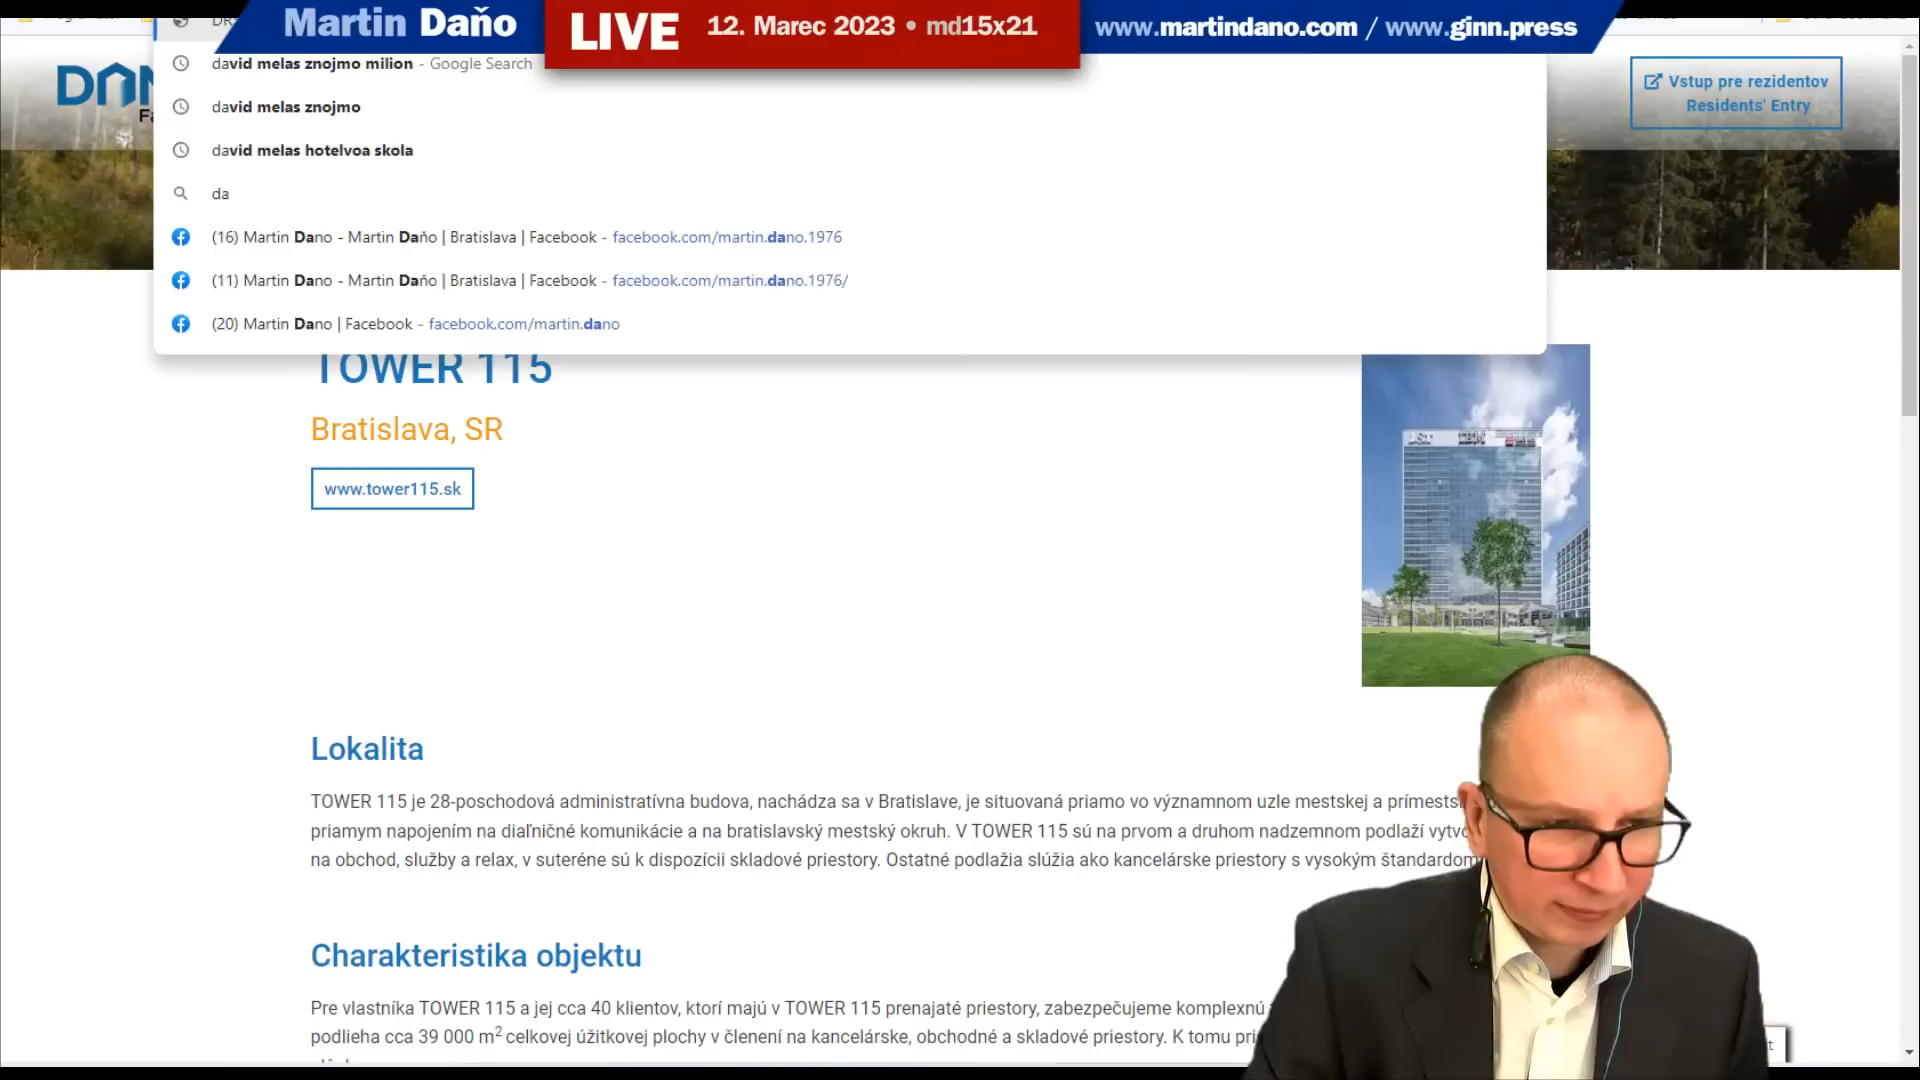 Martin Daňo
LIVE
12. Marec 2023 • md15x21
www.martindano.com / www.ginn.press
david melas znojmo milion - Google Search
david melas znojmo
david melas hotelvoa skola
da
(16) Martin Dano - Martin Daňo | Bratislava | Facebook - facebook.com/martin.dano.1976
(11) Martin Dano - Martin Daňo | Bratislava | Facebook - facebook.com/martin.dano.1976/
(20) Martin Dano | Facebook - facebook.com/martin.dano
Vstup pre rezidentov
Residents' Entry
TOWER 115
Bratislava, SR
www.tower115.sk
IBM
Lokalita
TOWER 115 je 28-poschodová administratívna budova, nachádza sa v Bratislave, je situovaná priamo vo významnom uzle mestskej a
priamym napojením na diaľničné komunikácie a na bratislavský mestský okruh. V TOWER 115 sú na prvom a druhom nadzemnom podlaží
na obchod, služby a relax, v suteréne sú k dispozícii skladové priestory. Ostatné podlažia slúžia ako kancelárske priestory s vysokým štandardom
Charakteristika objektu
Pre vlastníka TOWER 115 a jej cca 40 klientov, ktorí majú v TOWER 115 prenajaté priestory, zabezpečujeme komplexnú
podlieha cca 39 000 m² celkovej úžitkovej plochy v členení na kancelárske, obchodné a skladové priestory. K tomu